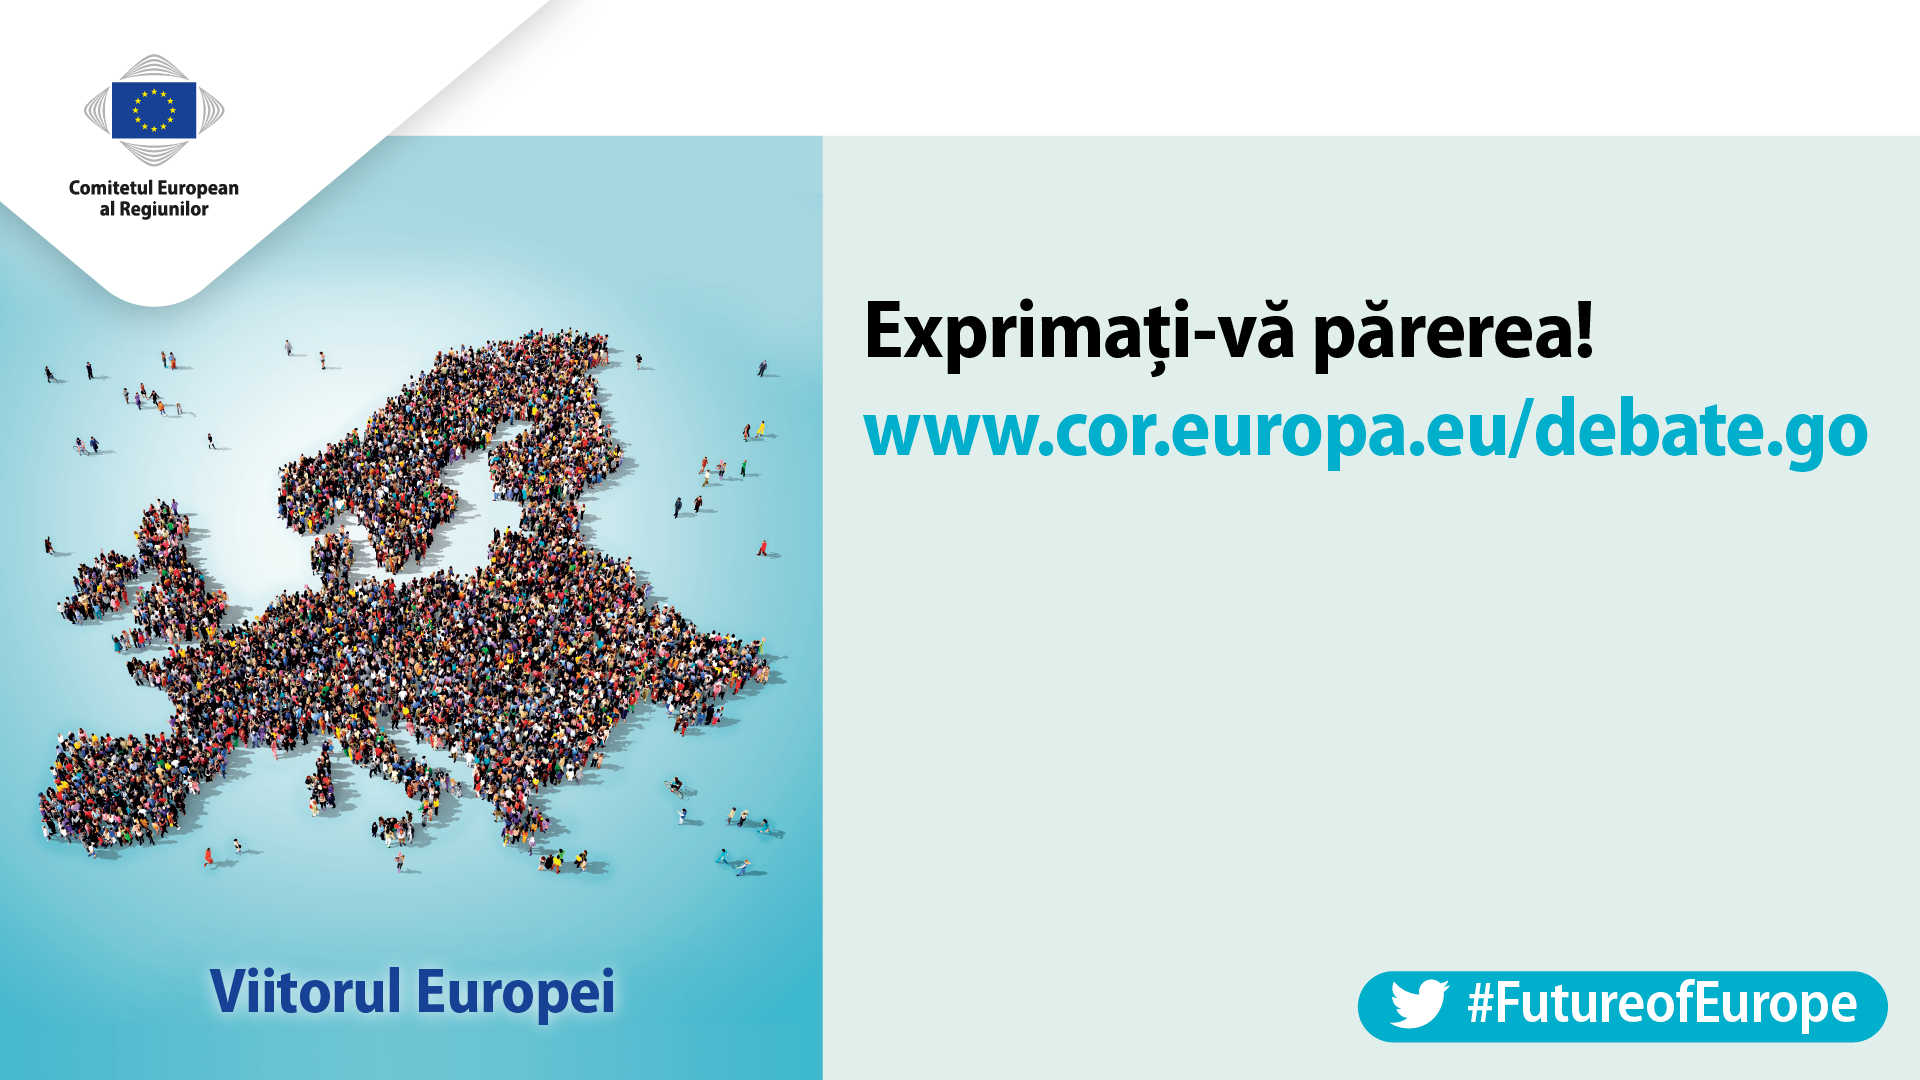 Comitetul European
al Regiunilor
Exprimați-vă părerea!
www.cor.europa.eu/debate.go
Viitorul Europei
#FutureofEurope